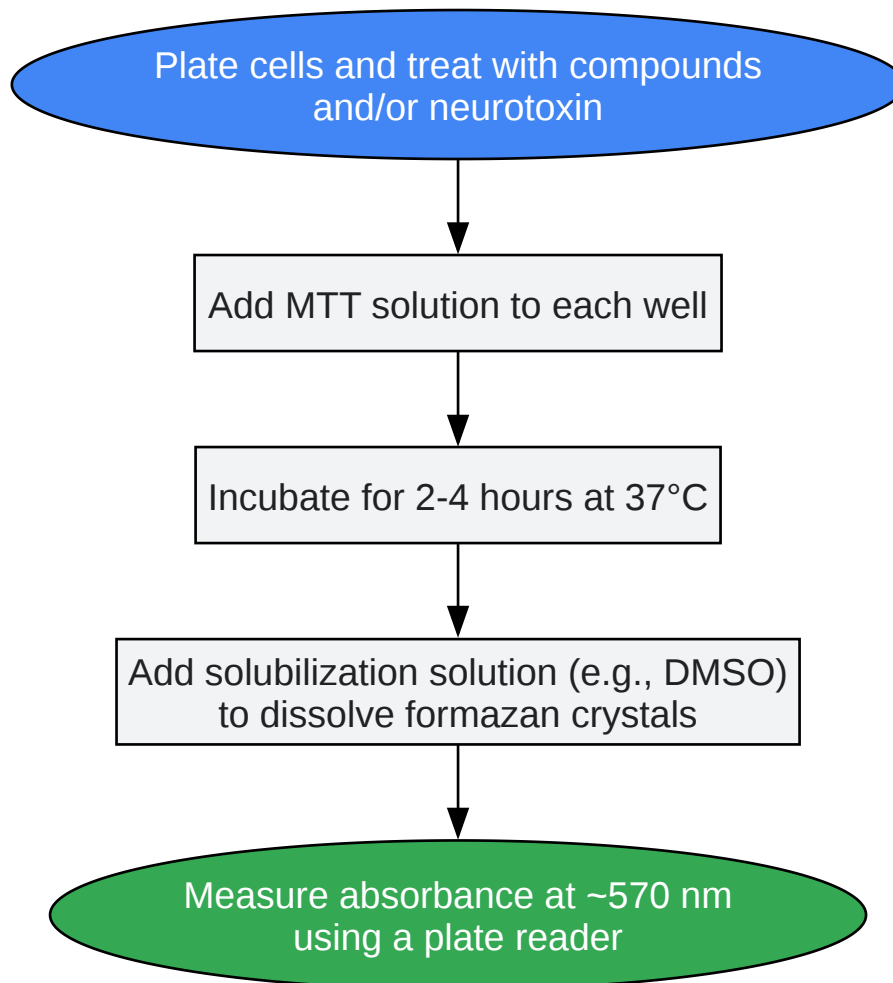 Plate cells and treat with compounds
and/or neurotoxin
Add MTT solution to each well
Incubate for 2-4 hours at 37°C
Add solubilization solution (e.g., DMSO)
to dissolve formazan crystals
Measure absorbance at ~570 nm
using a plate reader